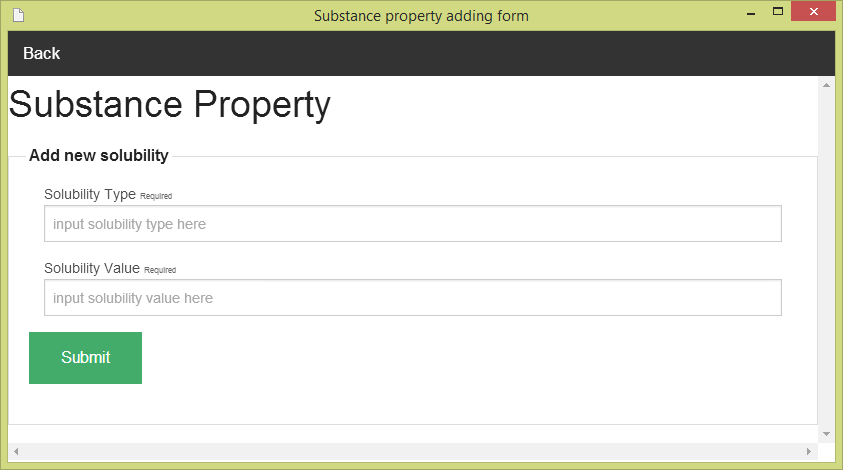 Substance property adding form
Back
Substance Property
Add new solubility
Solubility Type Required
input solubility type here
Solubility Value Required
input solubility value here
Submit